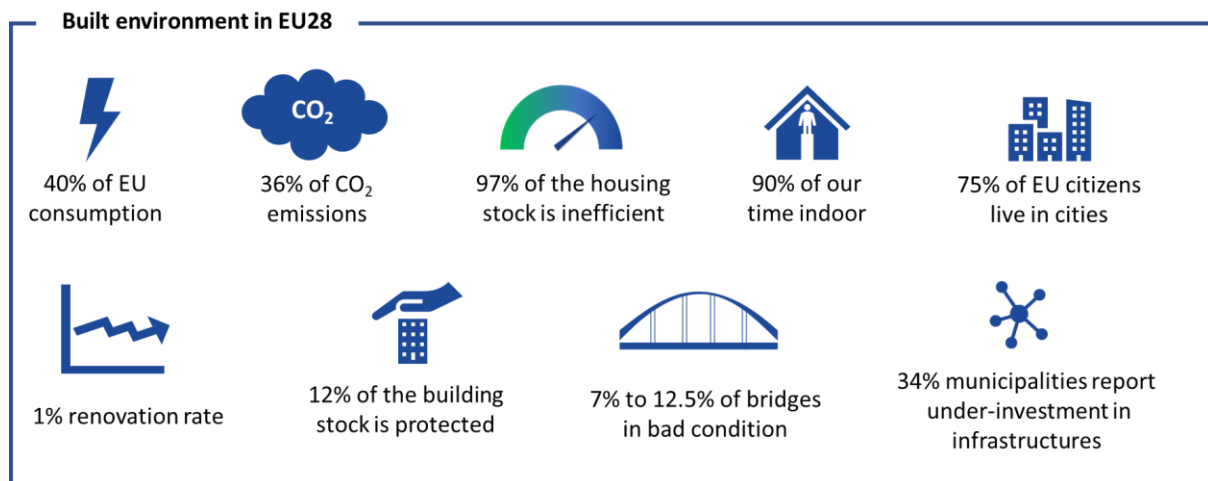 Built environment in EU28
CO₂
40% of EU
consumption
36% of CO₂
emissions
97% of the housing
stock is inefficient
90% of our
time indoor
75% of EU citizens
live in cities
1% renovation rate
12% of the building
stock is protected
7% to 12.5% of bridges
in bad condition
34% municipalities report
under-investment in
infrastructures